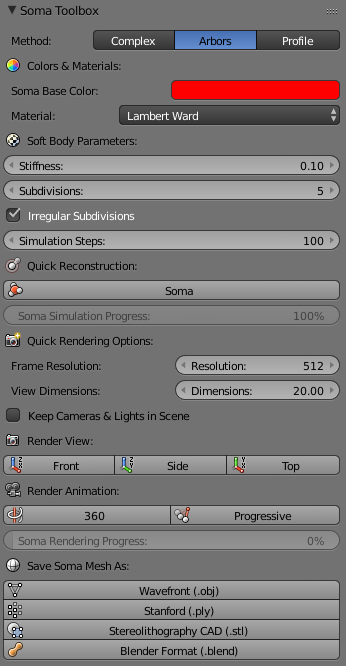 Soma Toolbox
Method: Complex Arbors Profile
Colors & Materials:
Soma Base Color:
Material: Lambert Ward
Soft Body Parameters:
Stiffness: 0.10
Subdivisions: 5
Irregular Subdivisions
Simulation Steps: 100
Quick Reconstruction:
Soma
Soma Simulation Progress: 100%
Quick Rendering Options:
Frame Resolution: Resolution: 512
View Dimensions: Dimensions: 20.00
Keep Cameras & Lights in Scene
Render View:
Front Side Top
Render Animation:
360 Progressive
Soma Rendering Progress: 0%
Save Soma Mesh As:
Wavefront (.obj)
Stanford (.ply)
Stereolithography CAD (.stl)
Blender Format (.blend)